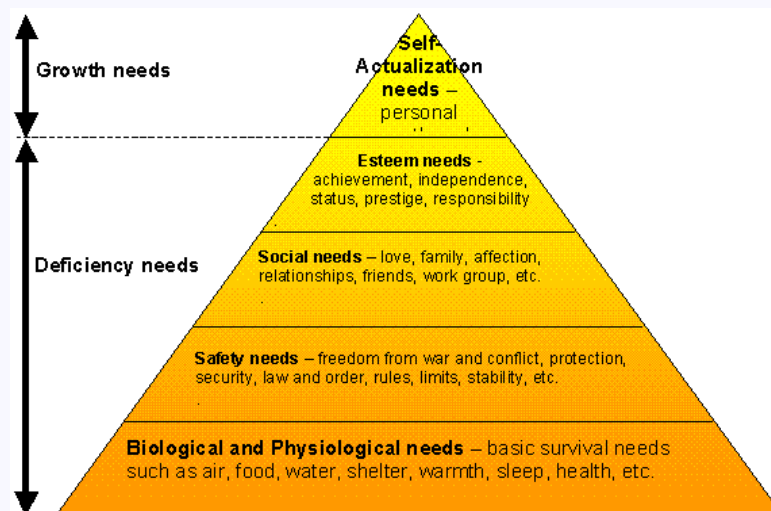 Growth needs
Self-
Actualization
needs –
personal
Esteem needs -
achievement, independence,
status, prestige, responsibility
.
Deficiency needs
Social needs – love, family, affection,
relationships, friends, work group, etc.
.
Safety needs – freedom from war and conflict, protection,
security, law and order, rules, limits, stability, etc.
.
Biological and Physiological needs – basic survival needs
such as air, food, water, shelter, warmth, sleep, health, etc.